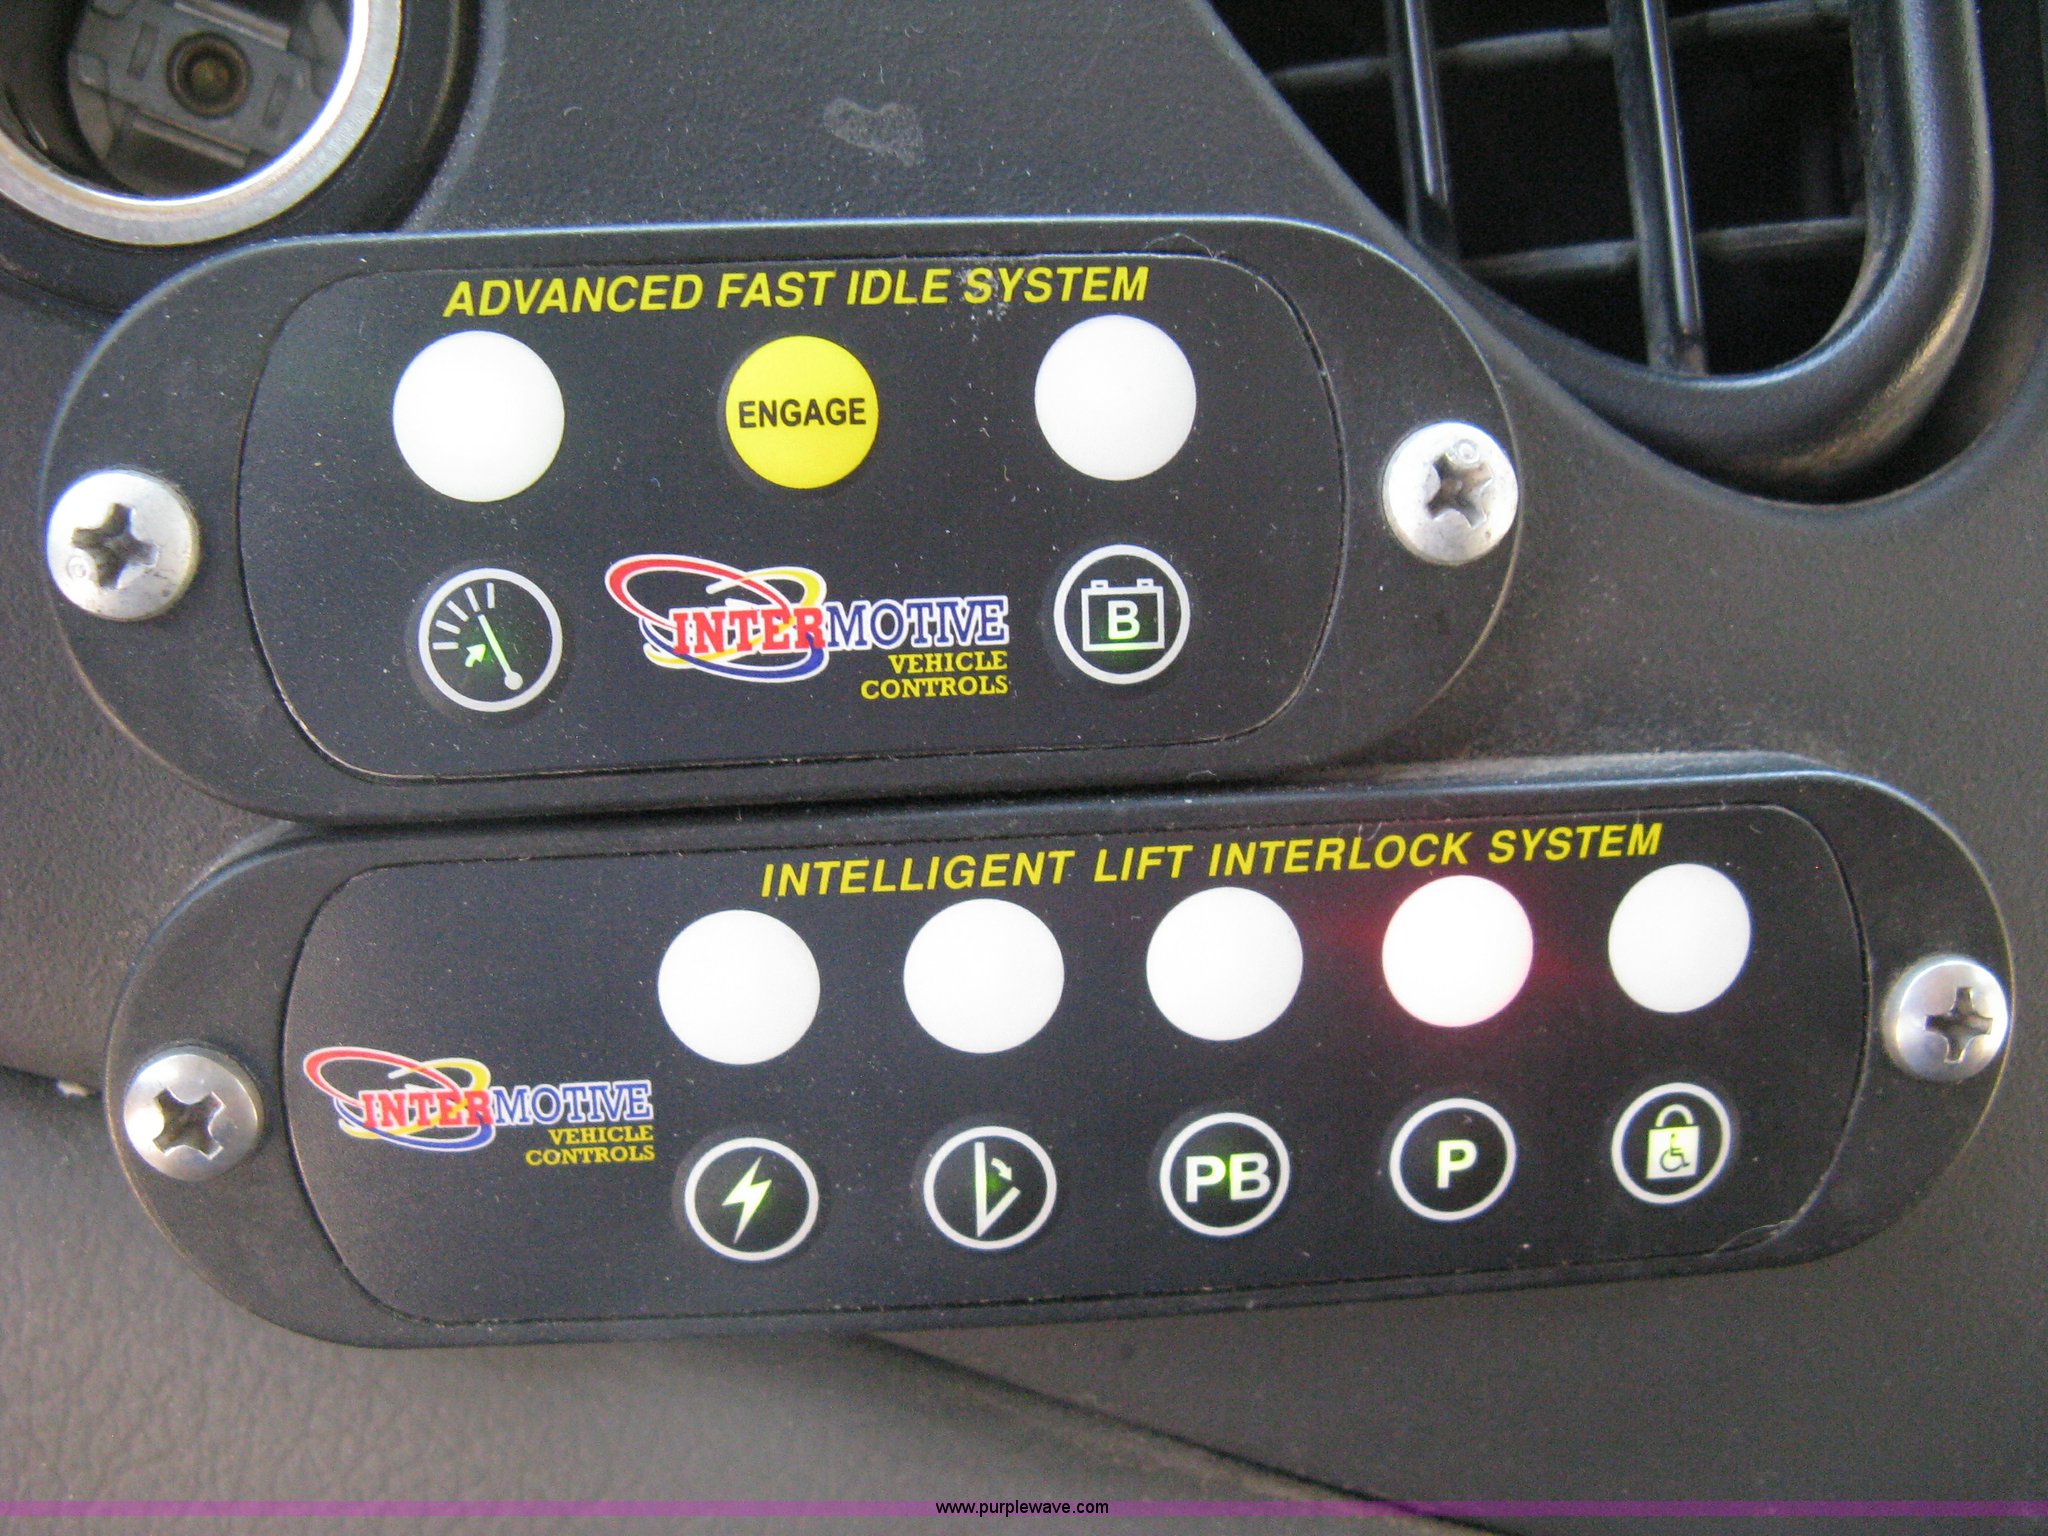 ADVANCED FAST IDLE SYSTEM
ENGAGE
INTERMOTIVE
VEHICLE
CONTROLS
B
INTELLIGENT LIFT INTERLOCK SYSTEM
INTERMOTIVE
VEHICLE
CONTROLS
PB
P
www.purplewave.com